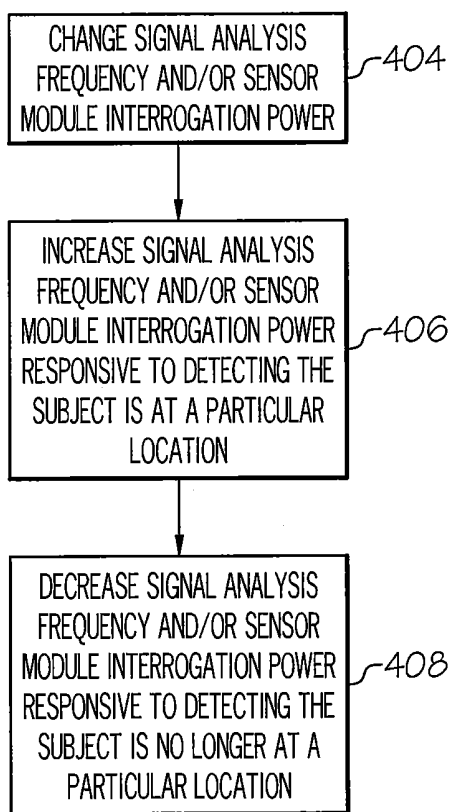 CHANGE SIGNAL ANALYSIS
FREQUENCY AND/OR SENSOR
MODULE INTERROGATION POWER
404
INCREASE SIGNAL ANALYSIS
FREQUENCY AND/OR SENSOR
MODULE INTERROGATION POWER
RESPONSIVE TO DETECTING THE
SUBJECT IS AT A PARTICULAR
LOCATION
406
DECREASE SIGNAL ANALYSIS
FREQUENCY AND/OR SENSOR
MODULE INTERROGATION POWER
RESPONSIVE TO DETECTING THE
SUBJECT IS NO LONGER AT A
PARTICULAR LOCATION
408